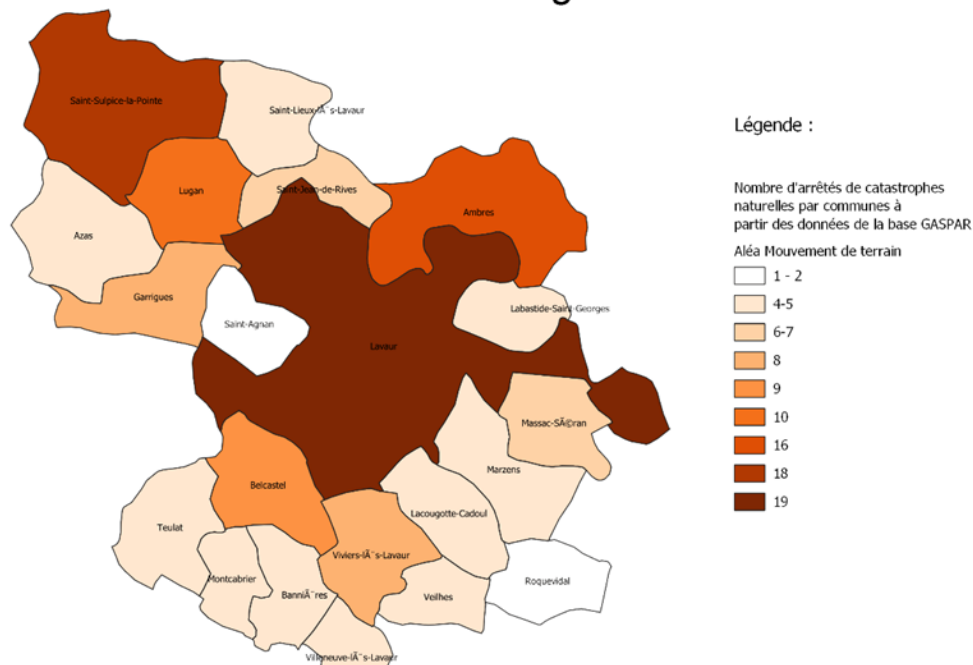 g
Saint-Sulpice-la-Pointe
Saint-Lieux-lÃ¨s-Lavaur
Lugan
Saint-Jean-de-Rives
Ambres
Azas
Garrigues
Saint-Agnan
Labastide-Saint-Georges
Lavaur
Massac-SÃ©ran
Marzens
Belcastel
Lacougotte-Cadoul
Teulat
Viviers-lÃ¨s-Lavaur
Montcabrier
BanniÃ¨res
Veilhes
Roquevidal
Villeneuve-lÃ¨s-Lavaur
Légende :
Nombre d'arrêtés de catastrophes
naturelles par communes à
partir des données de la base GASPAR
Aléa Mouvement de terrain
1 - 2
4-5
6-7
8
9
10
16
18
19